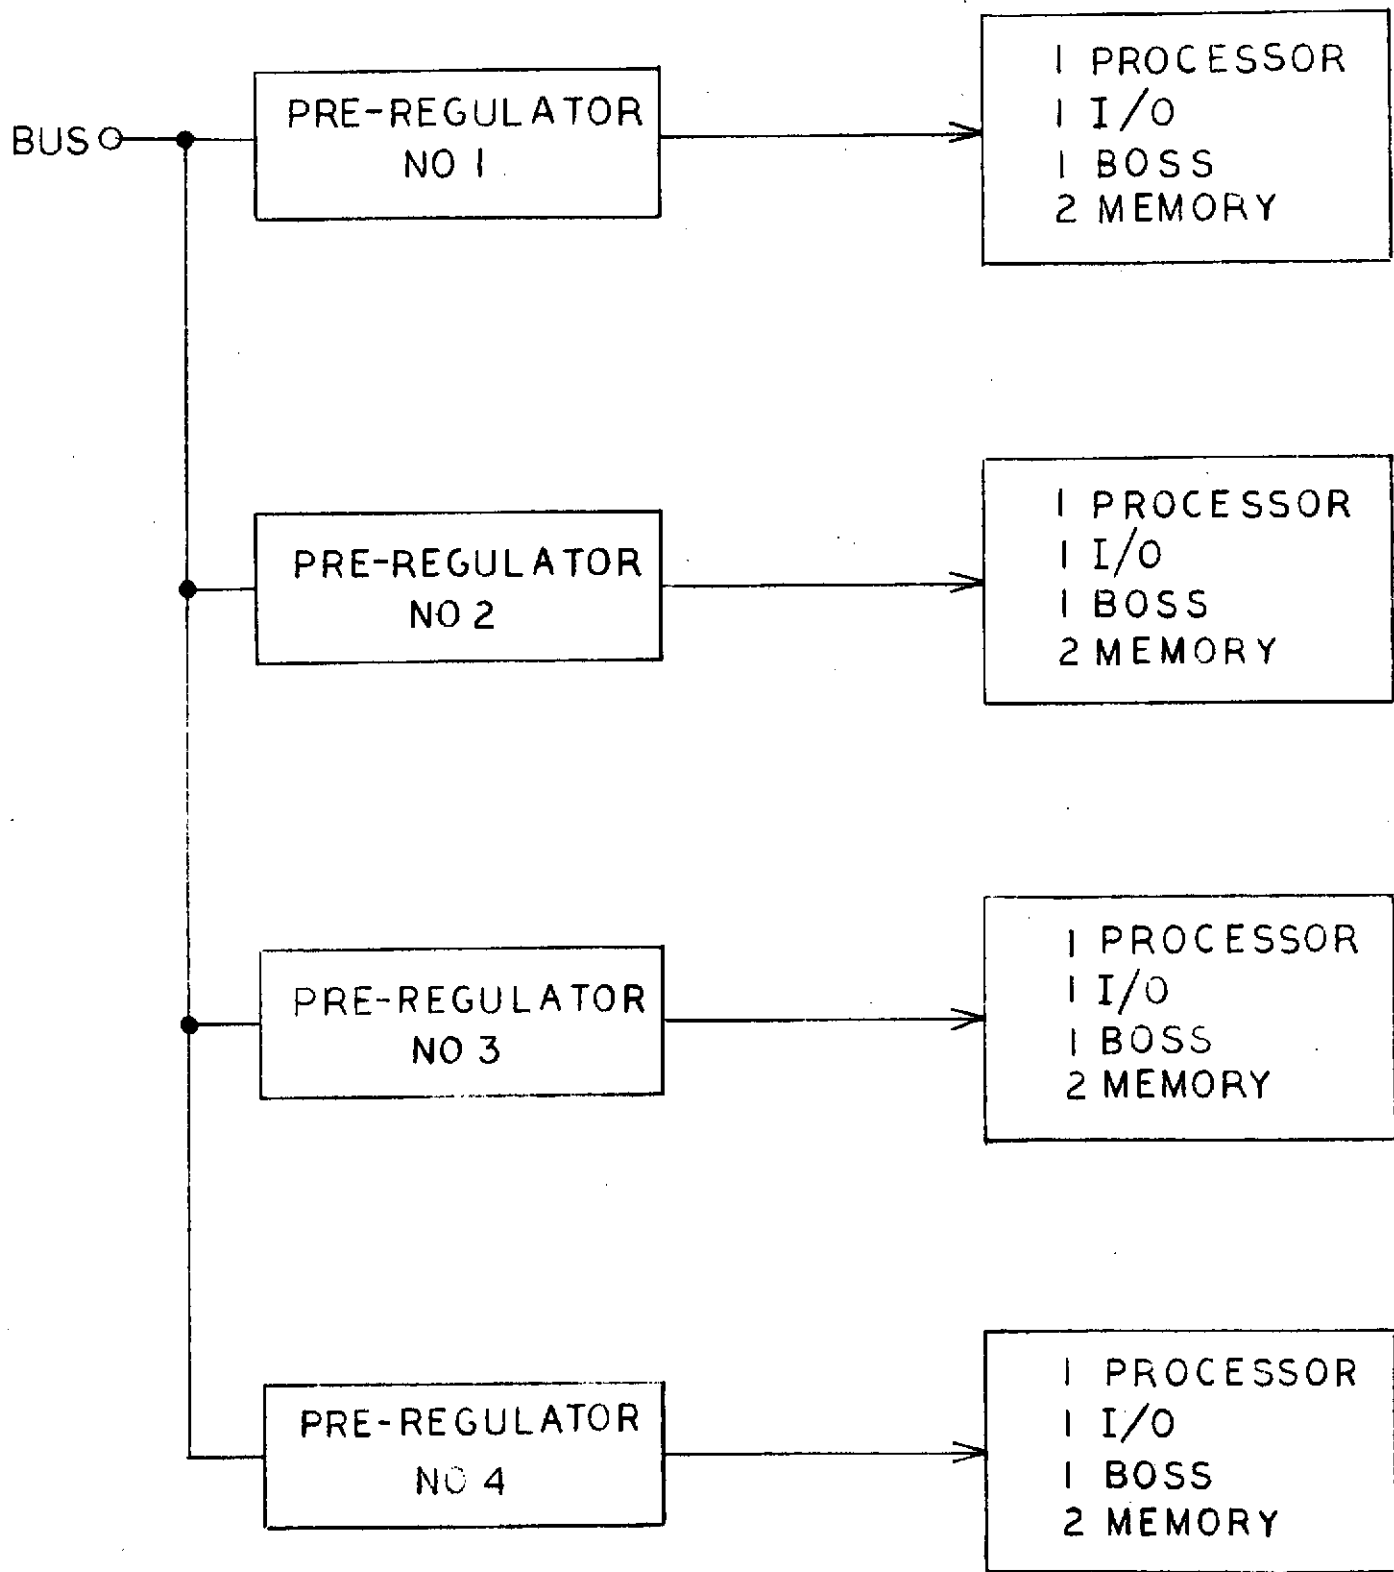 BUS
PRE-REGULATOR
NO 1
1 PROCESSOR
1 I/O
1 BOSS
2 MEMORY
PRE-REGULATOR
NO 2
1 PROCESSOR
1 I/O
1 BOSS
2 MEMORY
PRE-REGULATOR
NO 3
1 PROCESSOR
1 I/O
1 BOSS
2 MEMORY
PRE-REGULATOR
NO 4
1 PROCESSOR
1 I/O
1 BOSS
2 MEMORY